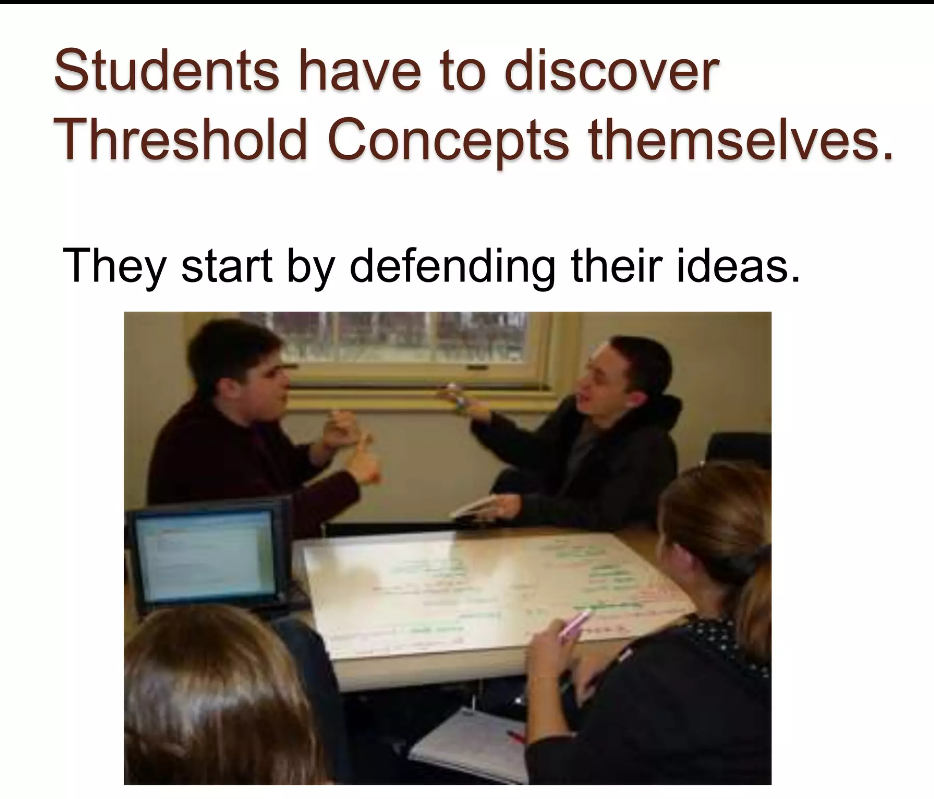 Students have to discover
Threshold Concepts themselves.
They start by defending their ideas.